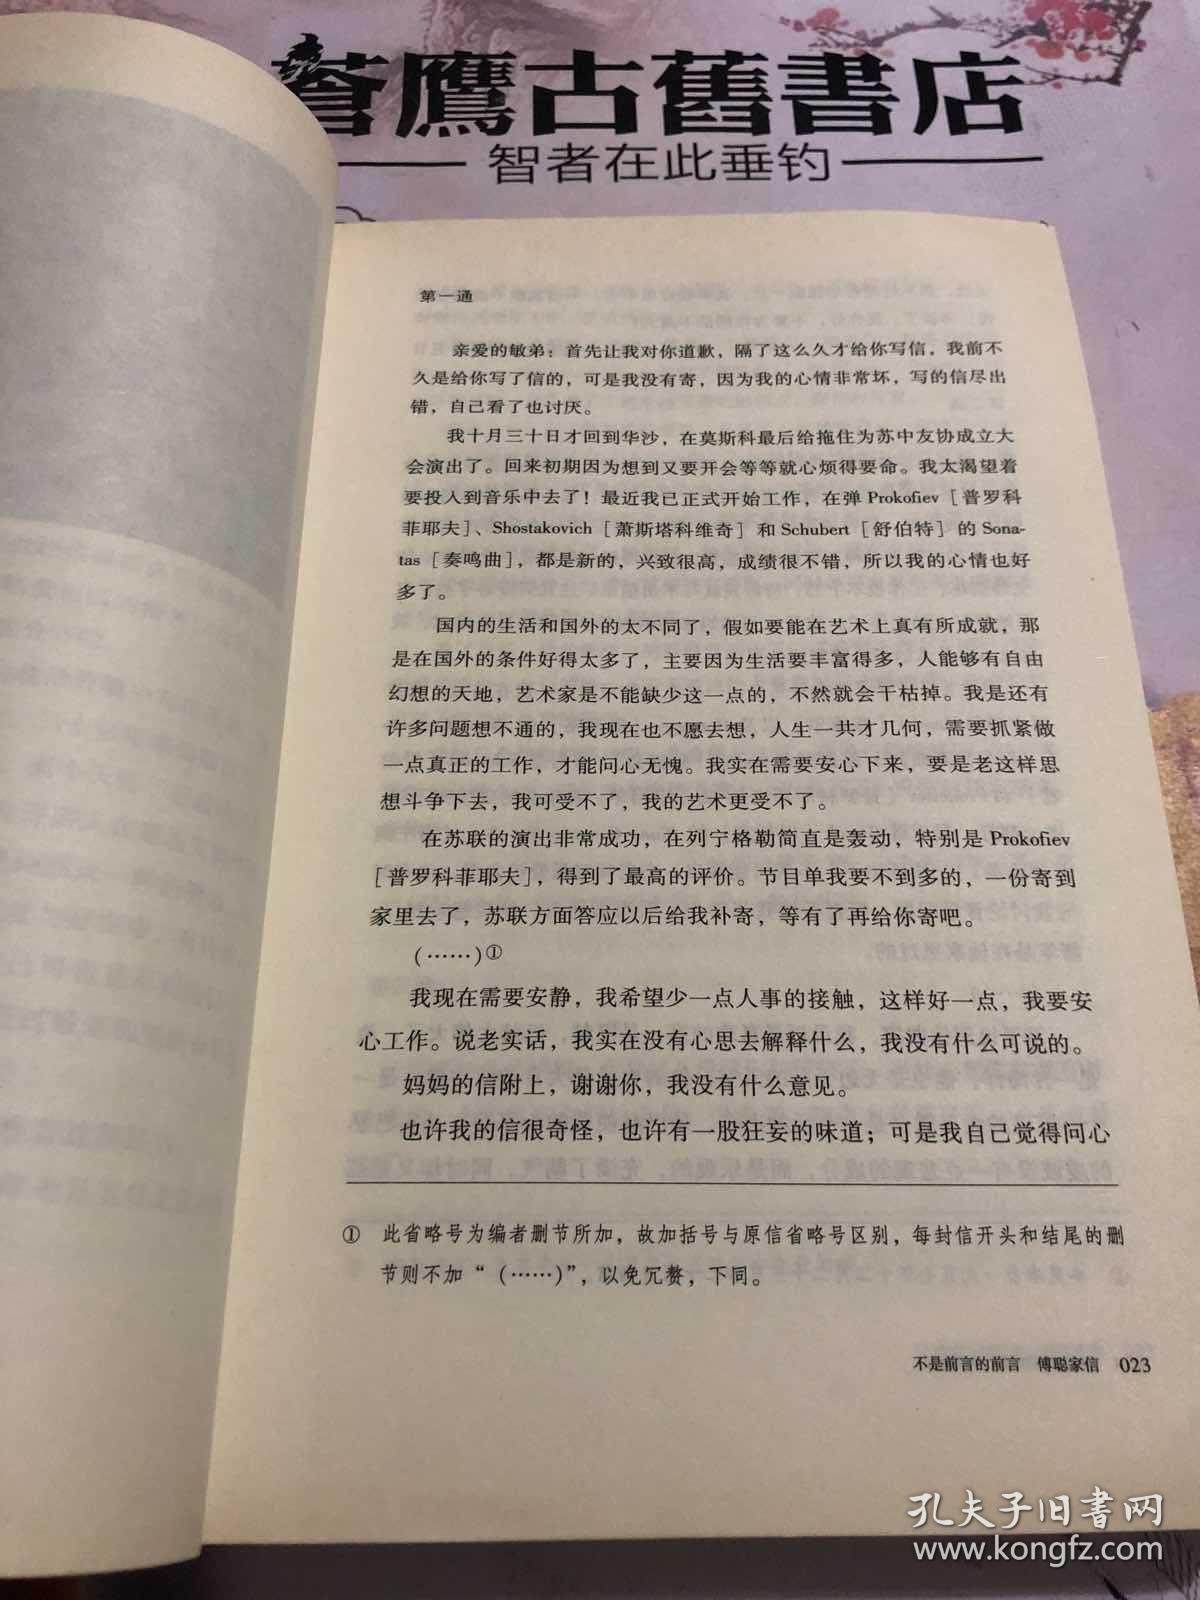 蒼鷹古舊書店
智者在此垂钓
第一通
亲爱的敏弟：首先让我对你道歉，隔了这么久才给你写信。我前不
久是给你写了信的，可是我没有寄，因为我的心情非常坏，写的信尽出
错，自己看了也讨厌。
我十月三十日才回到华沙，在莫斯科最后给拖住为苏中友协成立大
会演出了。回来初期因为想到又要开会等等就心烦得要命。我太渴望着
要投入到音乐中去了！最近我已正式开始工作，在弹 Prokofiev［普罗科
菲耶夫］、Shostakovich［萧斯塔科维奇］和 Schubert［舒伯特］的 Sona-
tas［奏鸣曲］，都是新的，兴致很高，成绩很不错，所以我的心情也好
多了。
国内的生活和国外的太不同了，假如要能在艺术上真有所成就，那
是在国外的条件好得太多了，主要因为生活要丰富得多，人能够有自由
幻想的天地，艺术家是不能缺少这一点的，不然就会干枯掉。我是还有
许多问题想不通的，我现在也不愿去想，人生一共才几何，需要抓紧做
一点真正的工作，才能问心无愧。我实在需要安心下来，要是老这样思
想斗争下去，我可受不了，我的艺术更受不了。
在苏联的演出非常成功，在列宁格勒简直是轰动，特别是 Prokofiev
［普罗科菲耶夫］，得到了最高的评价。节目单我要不到多的，一份寄到
家里去了，苏联方面答应以后给我补寄，等有了再给你寄吧。
(……)①
我现在需要安静，我希望少一点人事的接触，这样好一点，我要安
心工作。说老实话，我实在没有心思去解释什么，我没有什么可说的。
妈妈的信附上，谢谢你，我没有什么意见。
也许我的信很奇怪，也许有一股狂妄的味道；可是我自己觉得问心
① 此省略号为编者删节所加，故加括号与原信省略号区别，每封信开头和结尾的删
节则不加“（……）”，以免冗赘，下同。
不是前言的前言 傅聪家信 023
孔夫子旧书网
www.kongfz.com